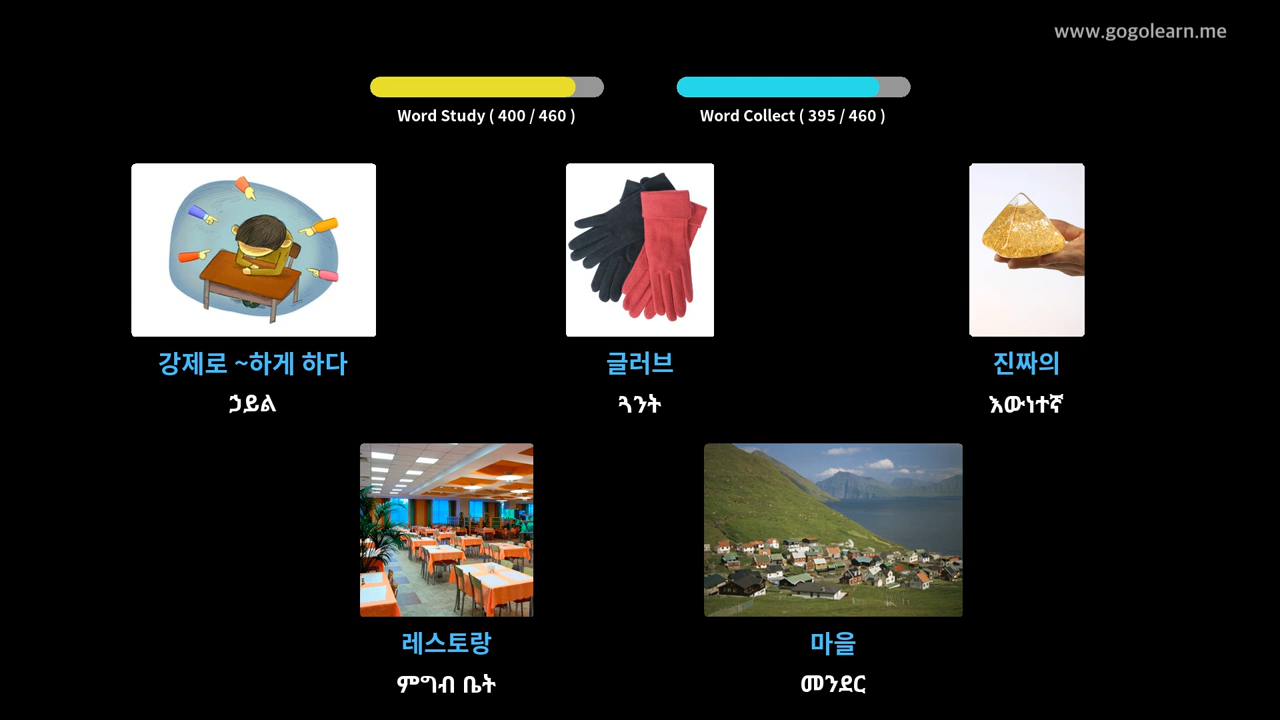 www.gogolearn.me
Word Study ( 400 / 460 )
Word Collect ( 395 / 460 )
강제로 ~하게 하다
글러브
진짜의
ኃይል
ጓንት
እውነተኛ
레스토랑
마을
ምግብ ቤት
መንደር